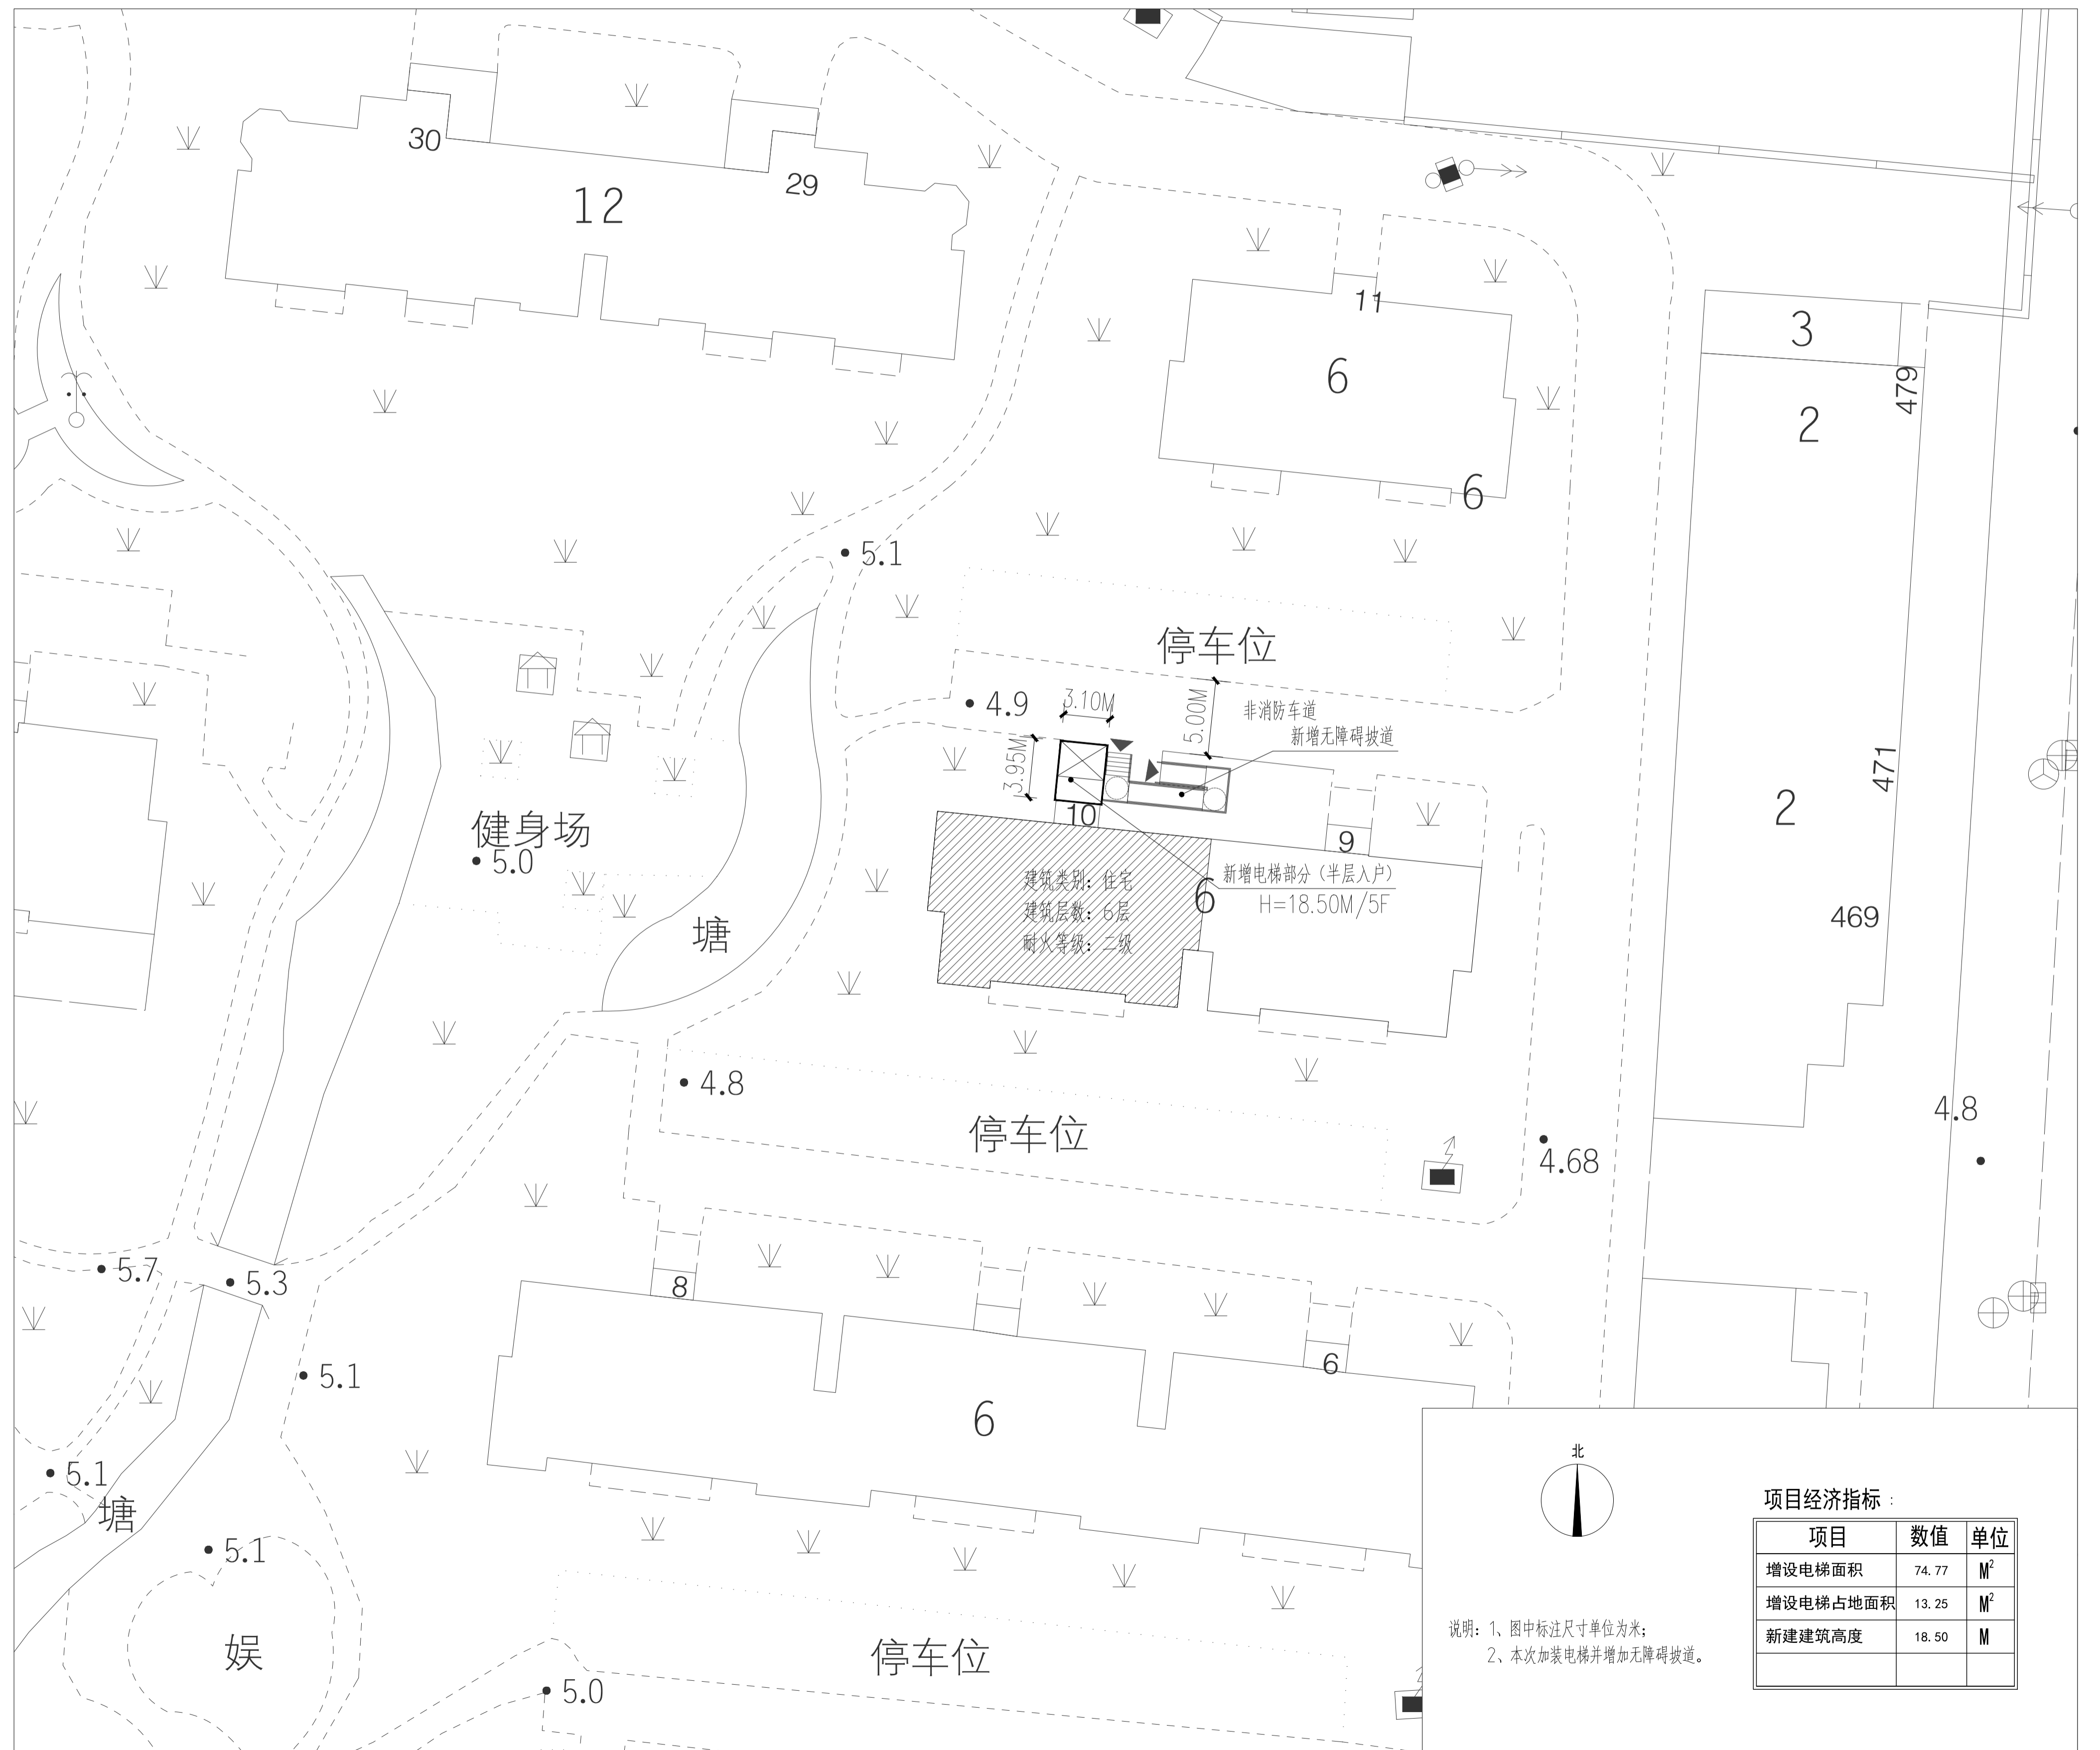 30
29
12
11
6
6
3
2
479
5.1
停车位
4.9
3.10M
5.00M
3.95M
非消防车道
新增无障碍坡道
471
2
10
9
健身场
5.0
建筑类别：住宅
建筑层数：6层
耐火等级：二级
6
新增电梯部分（半层入户）
H=18.50M/5F
469
塘
4.8
停车位
4.68
4.8
5.7
5.3
8
5.1
6
6
5.1
塘
5.1
娱
停车位
5.0
北
项目经济指标：
项目 数值 单位
增设电梯面积 74.77 M²
增设电梯占地面积 13.25 M²
新建建筑高度 18.50 M
说明：1、图中标注尺寸单位为米；
2、本次加装电梯并增加无障碍坡道。